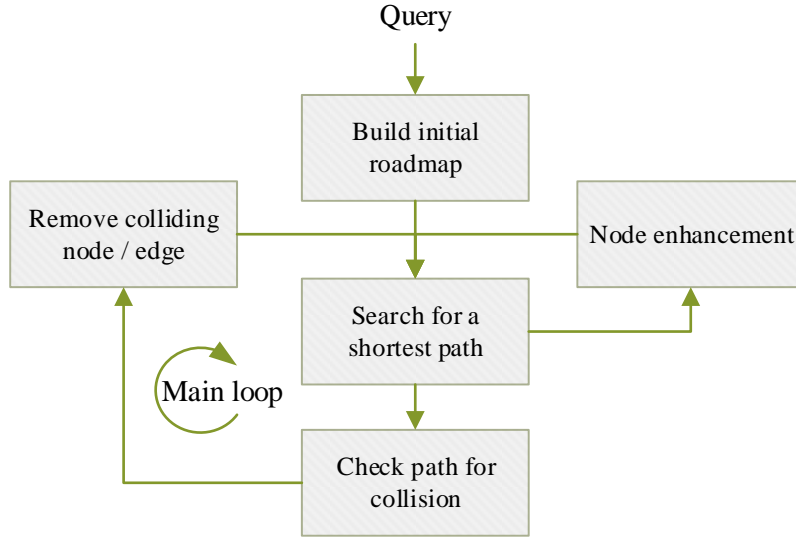 Query
Build initial
roadmap
Remove colliding
node / edge
Node enhancement
Search for a
shortest path
Main loop
Check path for
collision